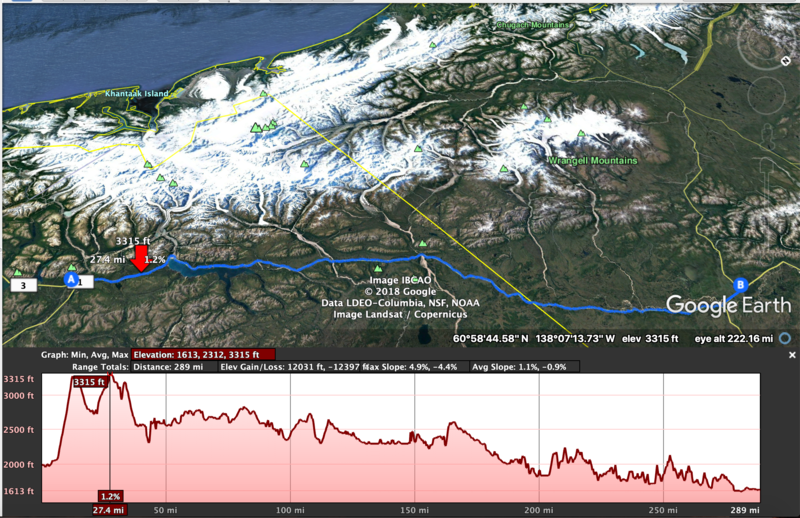 Chugach Mountains
Khantaak Island
Wrangell Mountains
3315 ft
27.4 mi 1.2%
3
A
1
B
Image IBCAO
© 2018 Google
Data LDEO-Columbia, NSF, NOAA
Image Landsat / Copernicus
Google Earth
60°58'44.58" N 138°07'13.73" W elev 3315 ft eye alt 222.16 mi
Graph: Min, Avg, Max Elevation: 1613, 2312, 3315 ft
Range Totals: Distance: 289 mi Elev Gain/Loss: 12031 ft, -12397 ft Max Slope: 4.9%, -4.4% Avg Slope: 1.1%, -0.9%
3315 ft
3315 ft
3000 ft
2500 ft
2000 ft
1613 ft
1.2%
27.4 mi
50 mi
100 mi
150 mi
200 mi
250 mi
289 mi